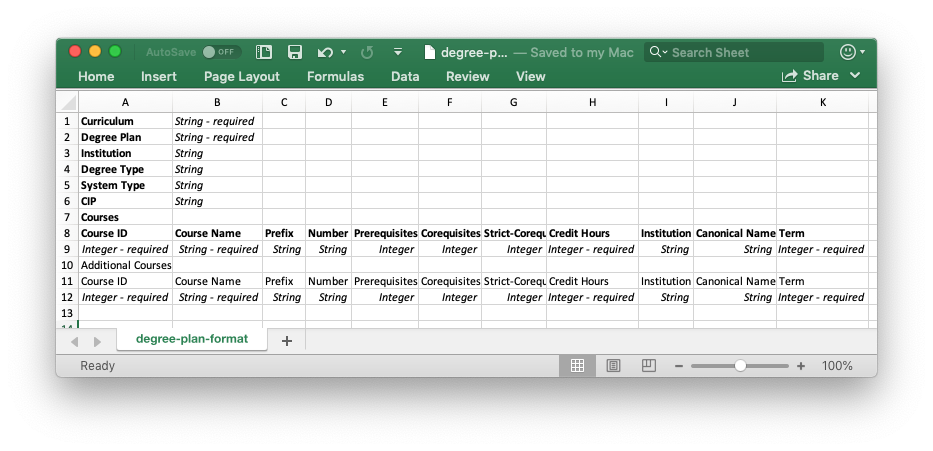 AutoSave OFF degree-p... — Saved to my Mac Search Sheet
Home Insert Page Layout Formulas Data Review View Share
A B C D E F G H I J K
1 Curriculum String - required
2 Degree Plan String - required
3 Institution String
4 Degree Type String
5 System Type String
6 CIP String
7 Courses
8 Course ID Course Name Prefix Number Prerequisites Corequisites Strict-Corequ Credit Hours Institution Canonical Name Term
9 Integer - required String - required String String Integer Integer Integer Integer - required String String Integer - required
10 Additional Courses
11 Course ID Course Name Prefix Number Prerequisites Corequisites Strict-Corequ Credit Hours Institution Canonical Name Term
12 Integer - required String - required String String Integer Integer Integer Integer - required String String Integer - required
13
degree-plan-format +
Ready − + 100%